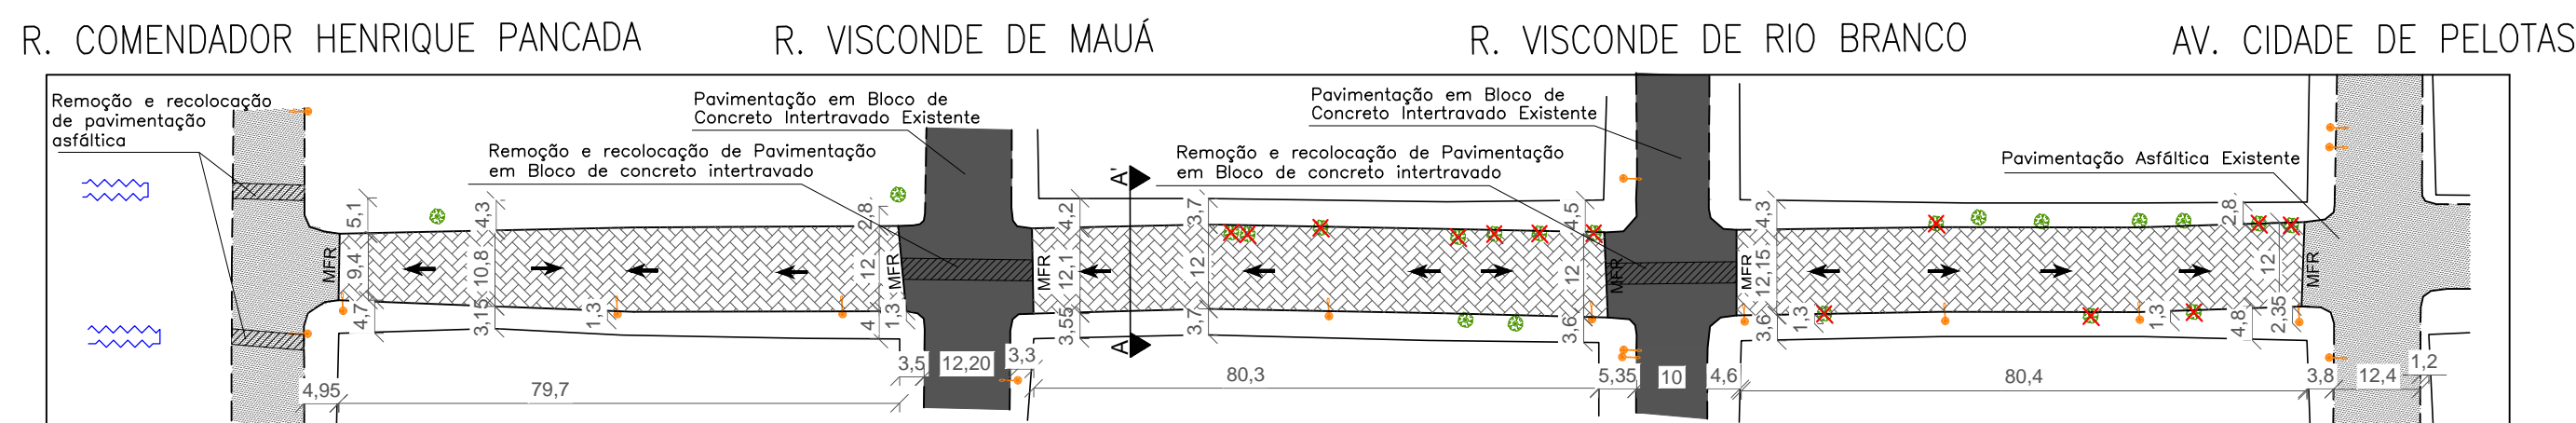 R. COMENDADOR HENRIQUE PANCADA
R. VISCONDE DE MAUÁ
R. VISCONDE DE RIO BRANCO
AV. CIDADE DE PELOTAS
Remoção e recolocação
de pavimentação
asfáltica
Pavimentação em Bloco de
Concreto Intertravado Existente
Remoção e recolocação de Pavimentação
em Bloco de concreto intertravado
Pavimentação em Bloco de
Concreto Intertravado Existente
Remoção e recolocação de Pavimentação
em Bloco de concreto intertravado
Pavimentação Asfáltica Existente
MFR
5,1
9,4
4,7
4,3
10,8
3,15
1,3
2,8
12
4
1,3
MFR
MFR
4,2
12,1
3,55
A'
A
3,7
12
3,7
4,5
12
3,6
MFR
MFR
4,3
12,15
3,6
1,3
1,3
2,8
4,8
12
2,35
MFR
4,95
79,7
3,5
12,20
3,3
80,3
5,35
10
4,6
80,4
3,8
12,4
1,2